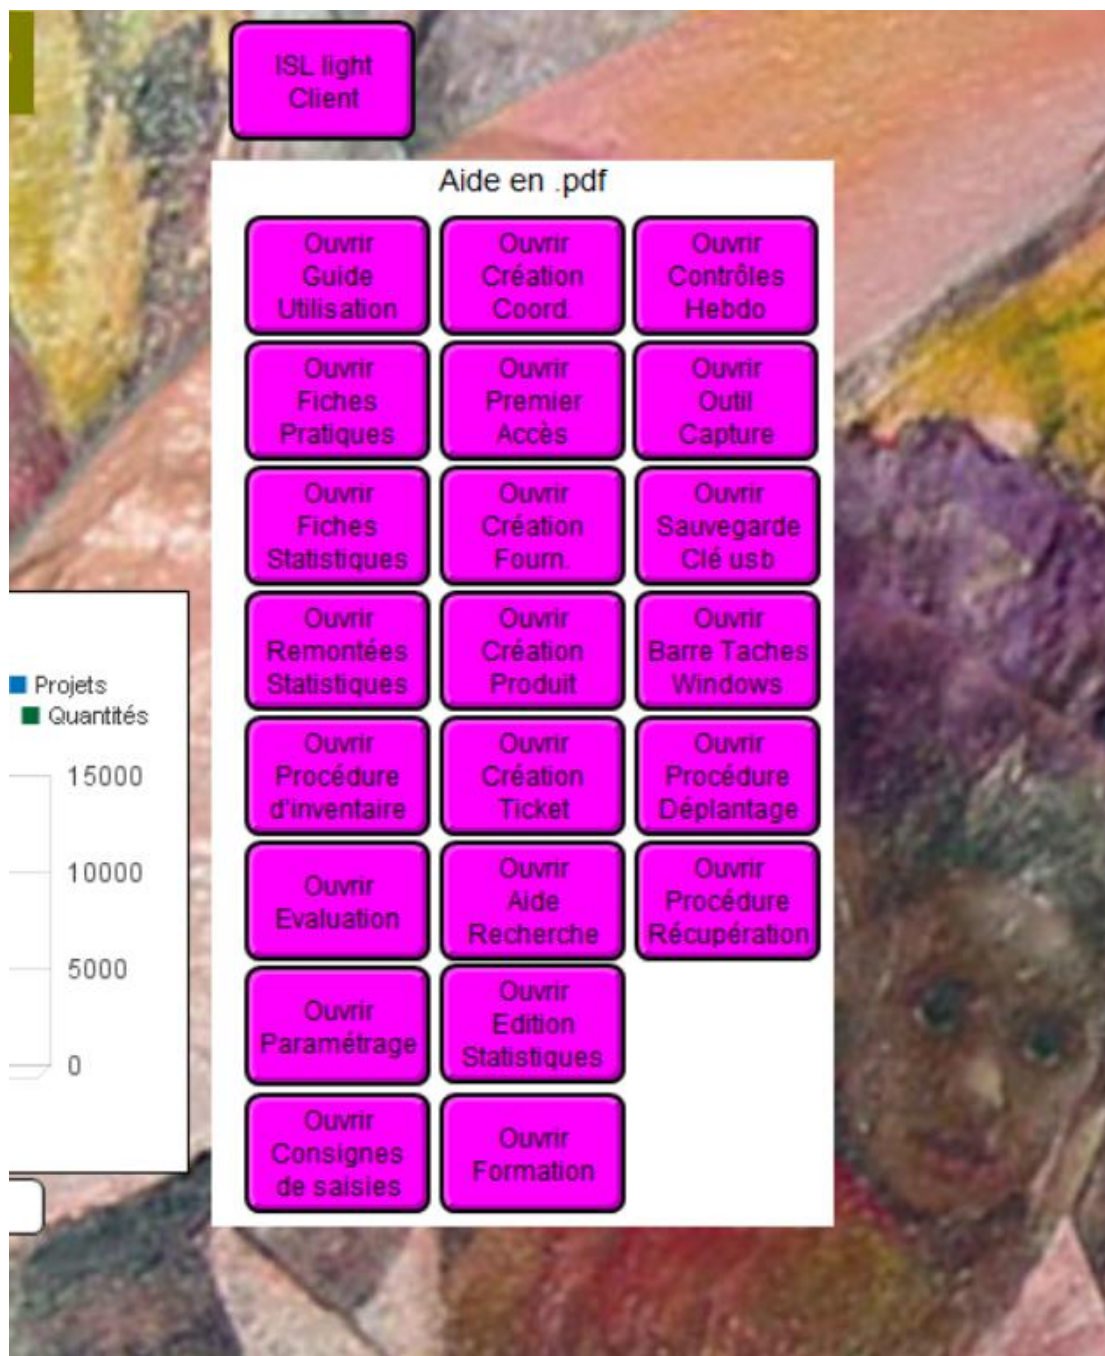 ISL light
Client
Aide en .pdf
Ouvrir
Guide
Utilisation
Ouvrir
Création
Coord.
Ouvrir
Contrôles
Hebdo
Ouvrir
Fiches
Pratiques
Ouvrir
Premier
Accès
Ouvrir
Outil
Capture
Ouvrir
Fiches
Statistiques
Ouvrir
Création
Fourn.
Ouvrir
Sauvegarde
Clé usb
Ouvrir
Remontées
Statistiques
Ouvrir
Création
Produit
Ouvrir
Barre Taches
Windows
Ouvrir
Procédure
d'inventaire
Ouvrir
Création
Ticket
Ouvrir
Procédure
Déplantage
Ouvrir
Evaluation
Ouvrir
Aide
Recherche
Ouvrir
Procédure
Récupération
Ouvrir
Paramétrage
Ouvrir
Edition
Statistiques
Ouvrir
Consignes
de saisies
Ouvrir
Formation
Projets
Quantités
15000
10000
5000
0